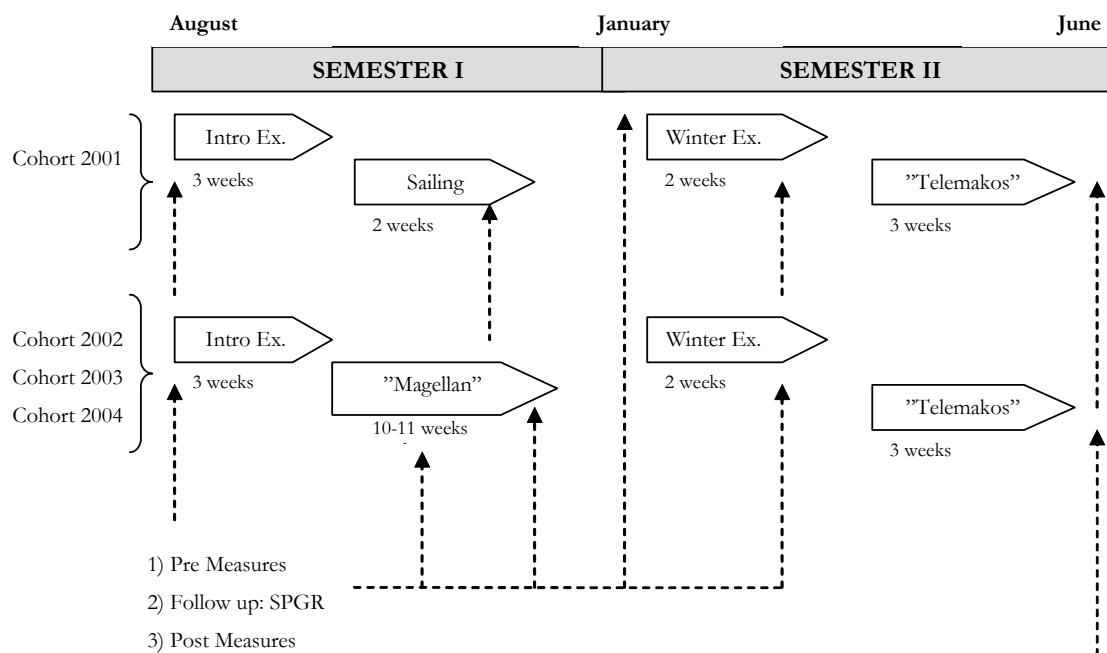 August January June
SEMESTER I SEMESTER II
Cohort 2001
Intro Ex.
3 weeks
Sailing
2 weeks
Winter Ex.
2 weeks
”Telemakos”
3 weeks
Cohort 2002
Cohort 2003
Cohort 2004
Intro Ex.
3 weeks
”Magellan”
10-11 weeks
Winter Ex.
2 weeks
”Telemakos”
3 weeks
1) Pre Measures
2) Follow up: SPGR
3) Post Measures